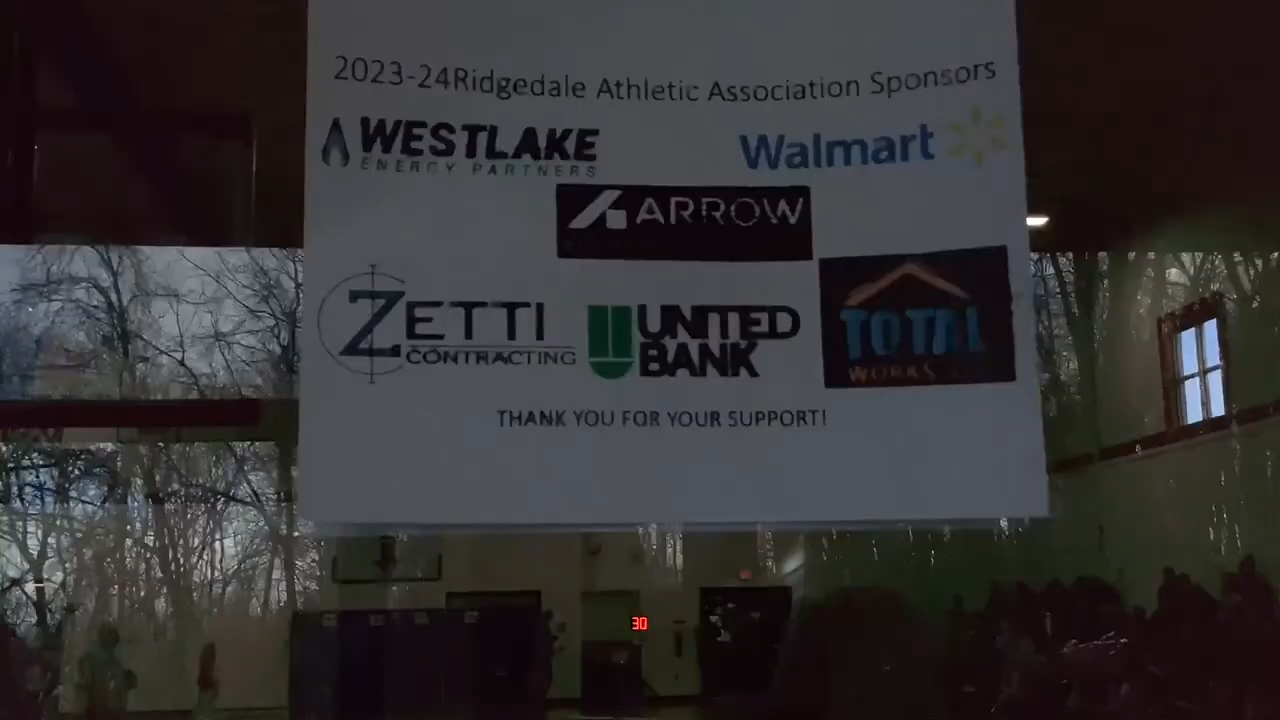 2023-24Ridgedale Athletic Association Sponsors
WESTLAKE
ENERGY PARTNERS
Walmart
ARROW
ZETTI
CONTRACTING
UNITED
BANK
TOTAL
WORKS
THANK YOU FOR YOUR SUPPORT!
30